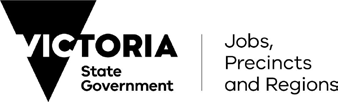 VICTORIA
State
Government
Jobs,
Precincts
and Regions